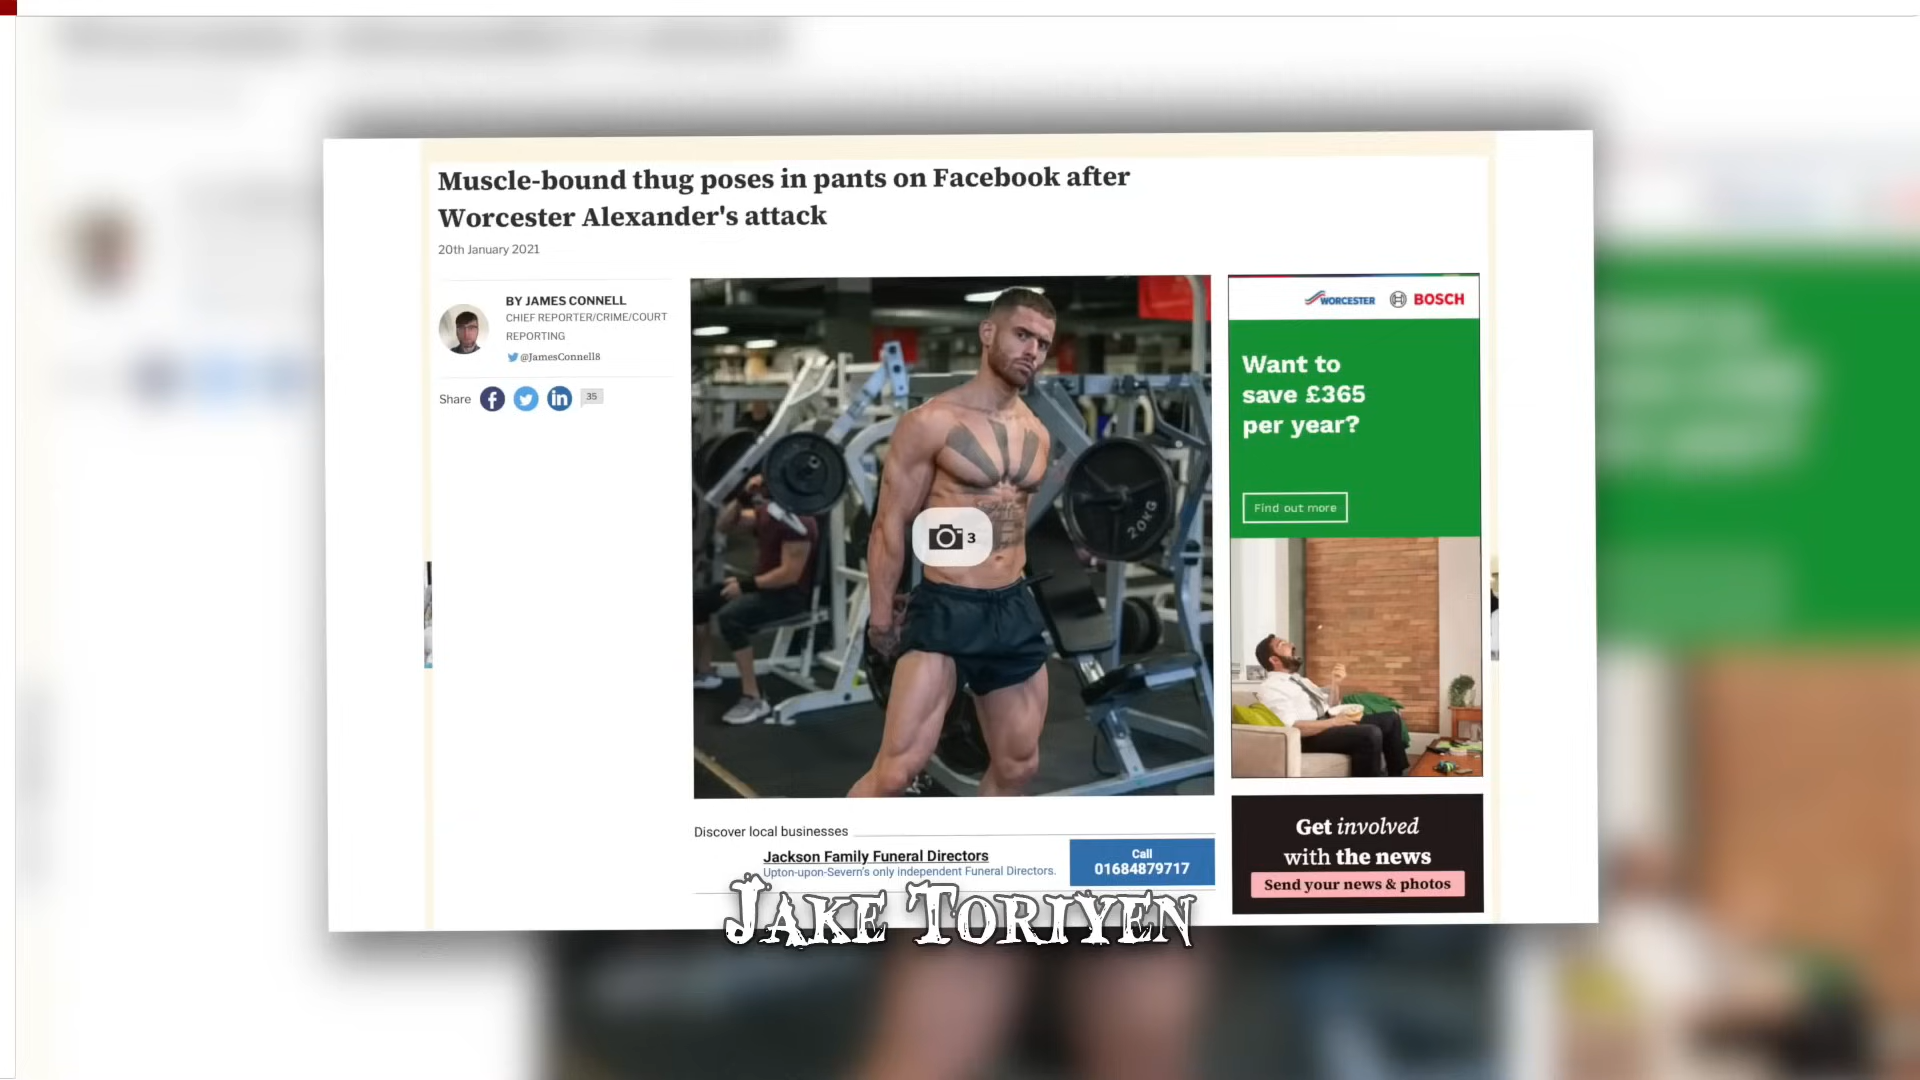 Muscle-bound thug poses in pants on Facebook after
Worcester Alexander's attack
20th January 2021
BY JAMES CONNELL
CHIEF REPORTER/CRIME/COURT
REPORTING
@JamesConnell8
Share
in
35
20KG
3
WORCESTER BOSCH
Want to
save £365
per year?
Find out more
Discover local businesses
Jackson Family Funeral Directors
Upton-upon-Severn's only independent Funeral Directors.
Call
01684879717
Get involved
with the news
Send your news & photos
JAKE TORIYEN